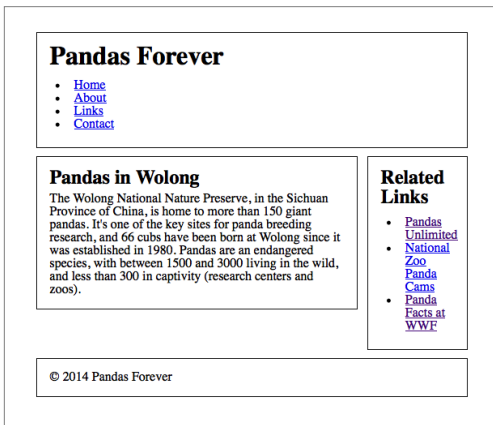 Pandas Forever
Home
About
Links
Contact
Pandas in Wolong
The Wolong National Nature Preserve, in the Sichuan
Province of China, is home to more than 150 giant
pandas. It's one of the key sites for panda breeding
research, and 66 cubs have been born at Wolong since it
was established in 1980. Pandas are an endangered
species, with between 1500 and 3000 living in the wild,
and less than 300 in captivity (research centers and
zoos).
Related
Links
Pandas
Unlimited
National
Zoo
Panda
Cams
Panda
Facts at
WWF
© 2014 Pandas Forever